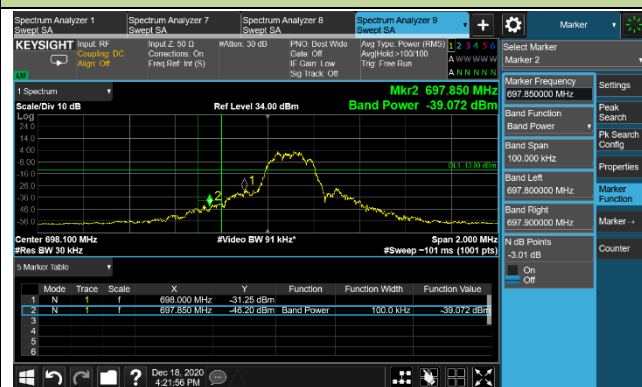 Spectrum Analyzer 1
Swept SA
Spectrum Analyzer 7
Swept SA
Spectrum Analyzer 8
Swept SA
Spectrum Analyzer 9
Swept SA
Marker
KEYSIGHT
Input: RF
Coupling: DC
Align: Off
Input Z: 50 Ω
Corrections: On
Freq Ref: Int (S)
#Atten: 30 dB
PNO: Best Wide
Gate: Off
IF Gain: Low
Sig Track: Off
Avg Type: Power (RMS)
Avg|Hold:>100/100
Trig: Free Run
1 2 3 4 5 6
A W W W W W
A N N N N N
LXI
1 Spectrum
Scale/Div 10 dB
Ref Level 34.00 dBm
Mkr2 697.850 MHz
Band Power -39.072 dBm
Log
24.0
14.0
4.00
-6.00
-16.0
-26.0
-36.0
-46.0
-56.0
DL1 -13.00 dBm
1
2
Center 698.100 MHz
#Video BW 91 kHz*
Span 2.000 MHz
#Res BW 30 kHz
#Sweep ~101 ms (1001 pts)
5 Marker Table
Mode Trace Scale X Y Function Function Width Function Value
1 N 1 f 698.000 MHz -31.25 dBm
2 N 1 f 697.850 MHz -46.20 dBm Band Power 100.0 kHz -39.072 dBm
3
4
5
6
Dec 18, 2020
4:21:56 PM
Select Marker
Marker 2
Marker Frequency
697.850000 MHz
Band Function
Band Power
Band Span
100.000 kHz
Band Left
697.800000 MHz
Band Right
697.900000 MHz
N dB Points
-3.01 dB
On
Off
Settings
Peak
Search
Pk Search
Config
Properties
Marker
Function
Marker→
Counter